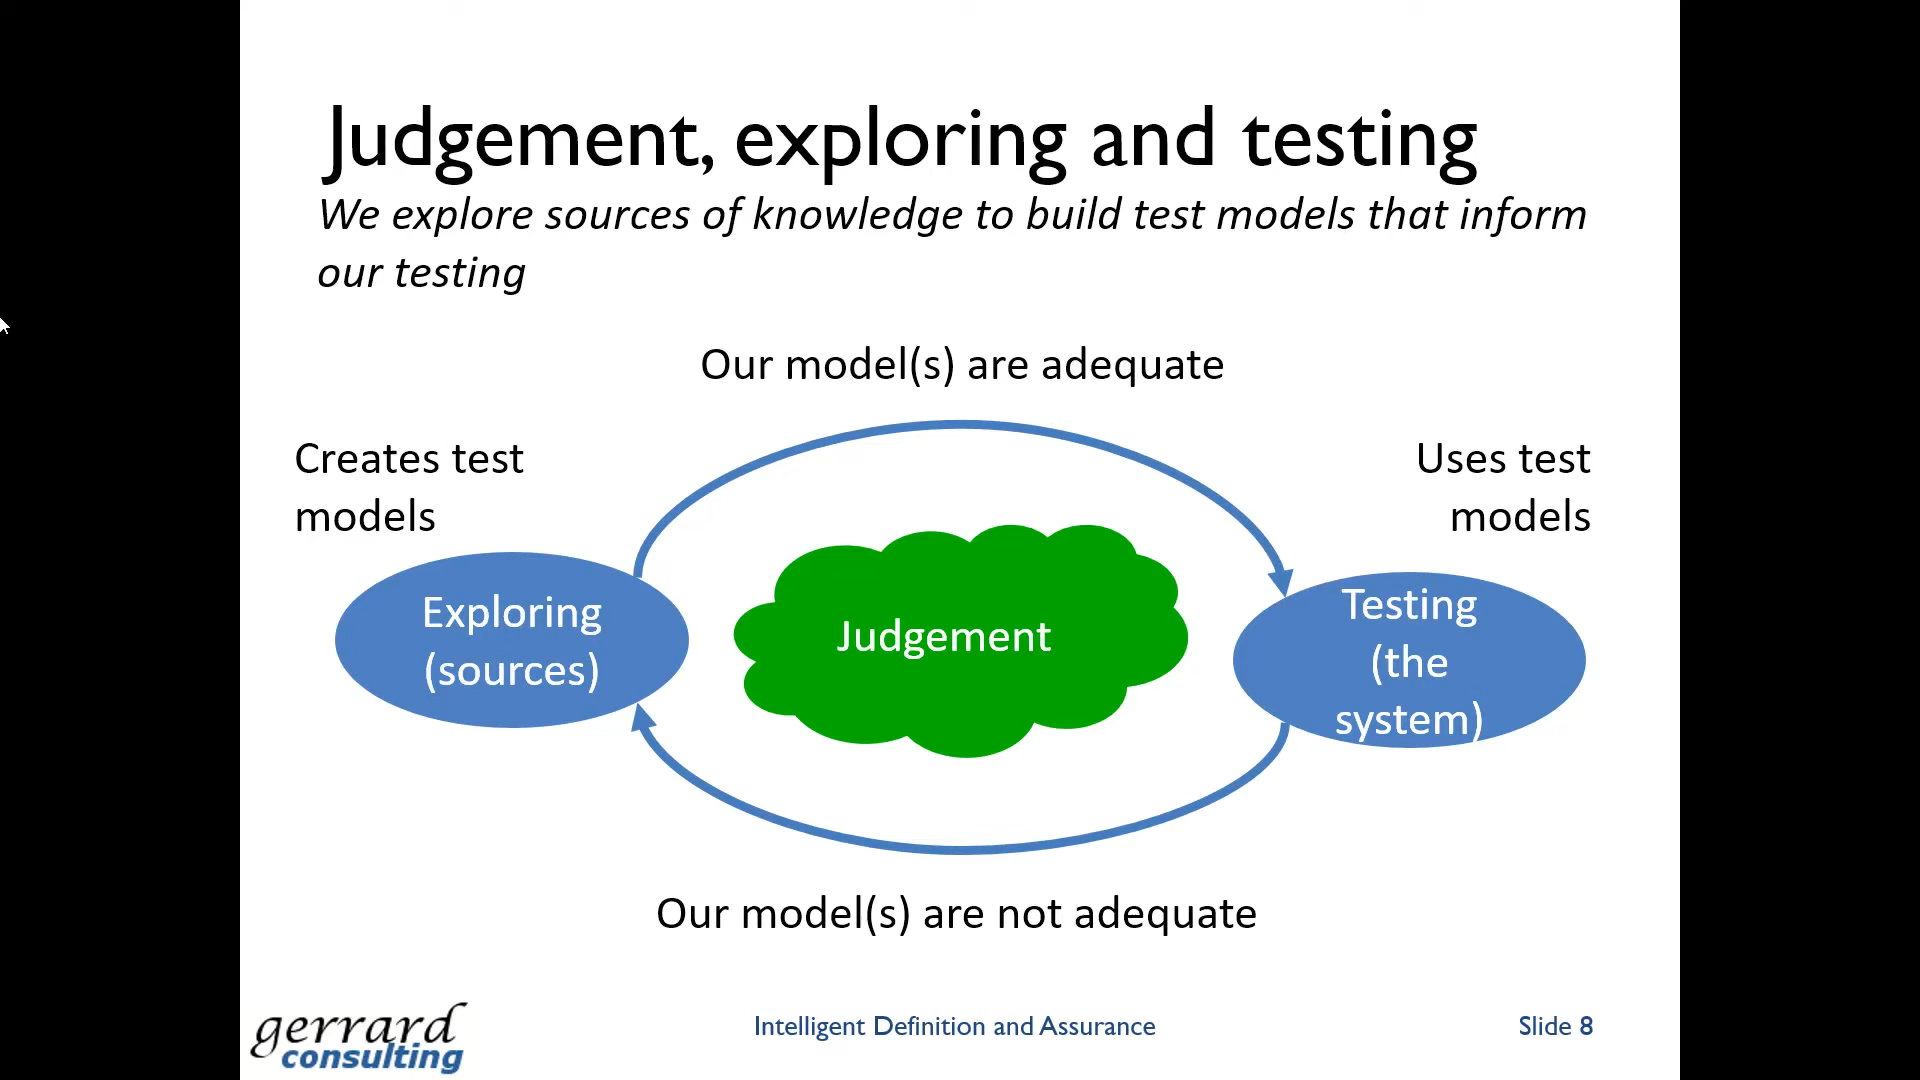 Judgement, exploring and testing
We explore sources of knowledge to build test models that inform
our testing
Our model(s) are adequate
Creates test
models
Uses test
models
Exploring
(sources)
Judgement
Testing
(the
system)
Our model(s) are not adequate
gerrard
consulting
Intelligent Definition and Assurance
Slide 8